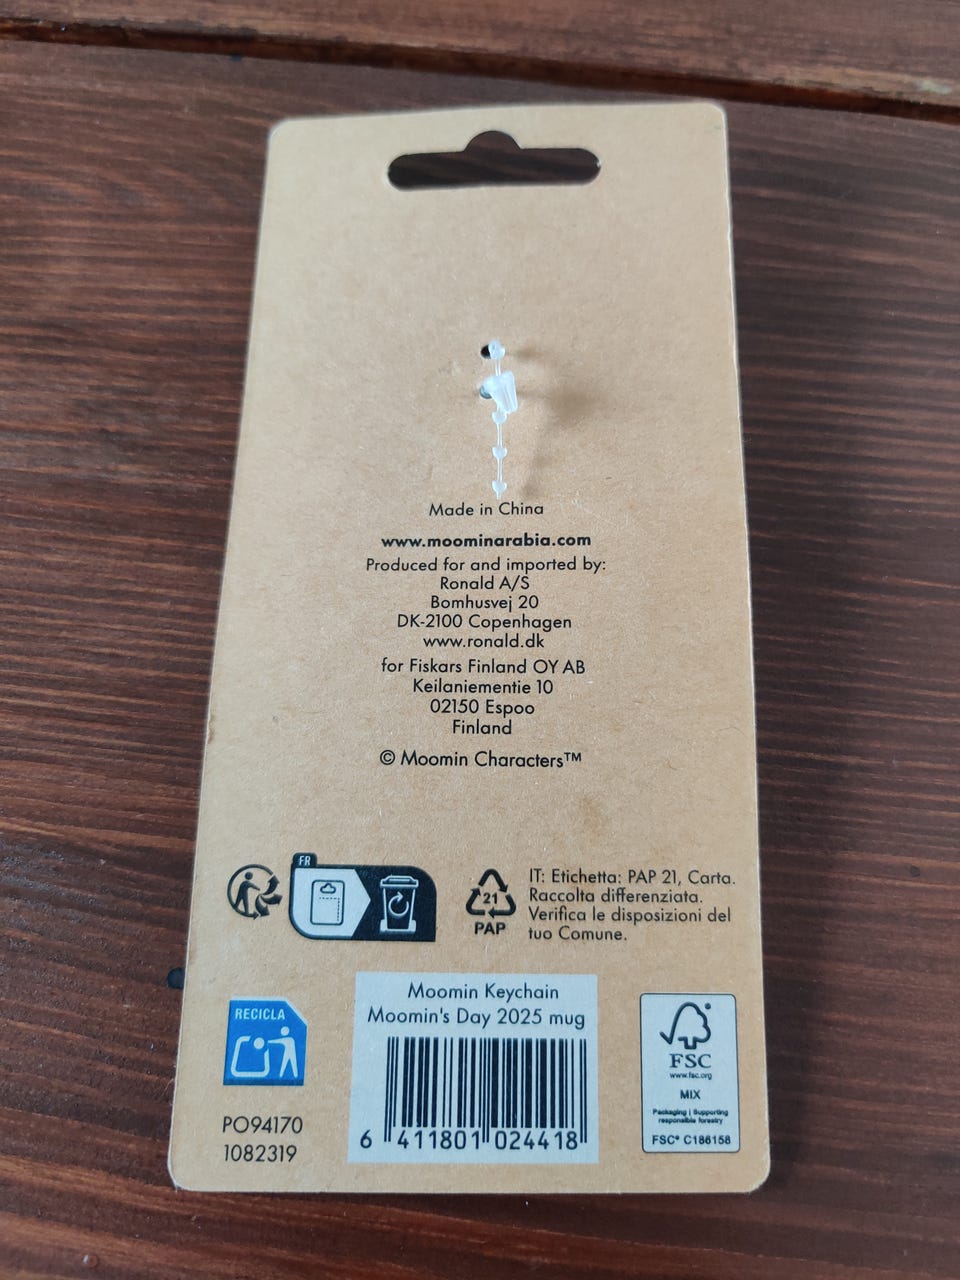 Made in China
www.moominarabia.com
Produced for and imported by:
Ronald A/S
Bomhusvej 20
DK-2100 Copenhagen
www.ronald.dk
for Fiskars Finland OY AB
Keilaniementie 10
02150 Espoo
Finland
© Moomin Characters™
FR
21
PAP
IT: Etichetta: PAP 21, Carta.
Raccolta differenziata.
Verifica le disposizioni del
tuo Comune.
RECICLA
PO94170
1082319
Moomin Keychain
Moomin's Day 2025 mug
6 411801 024418
FSC
www.fsc.org
MIX
Packaging | Supporting
responsible forestry
FSC® C186158